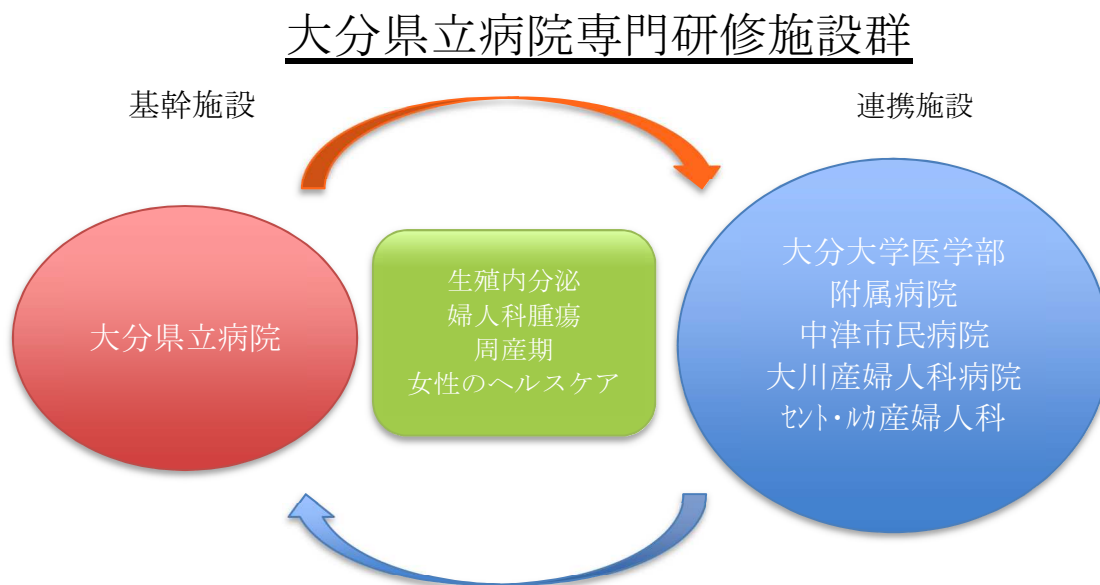 大分県立病院専門研修施設群
基幹施設
連携施設
大分県立病院
生殖内分泌
婦人科腫瘍
周産期
女性のヘルスケア
大分大学医学部
附属病院
中津市民病院
大川産婦人科病院
ｾﾝﾄ・ﾙｶ産婦人科